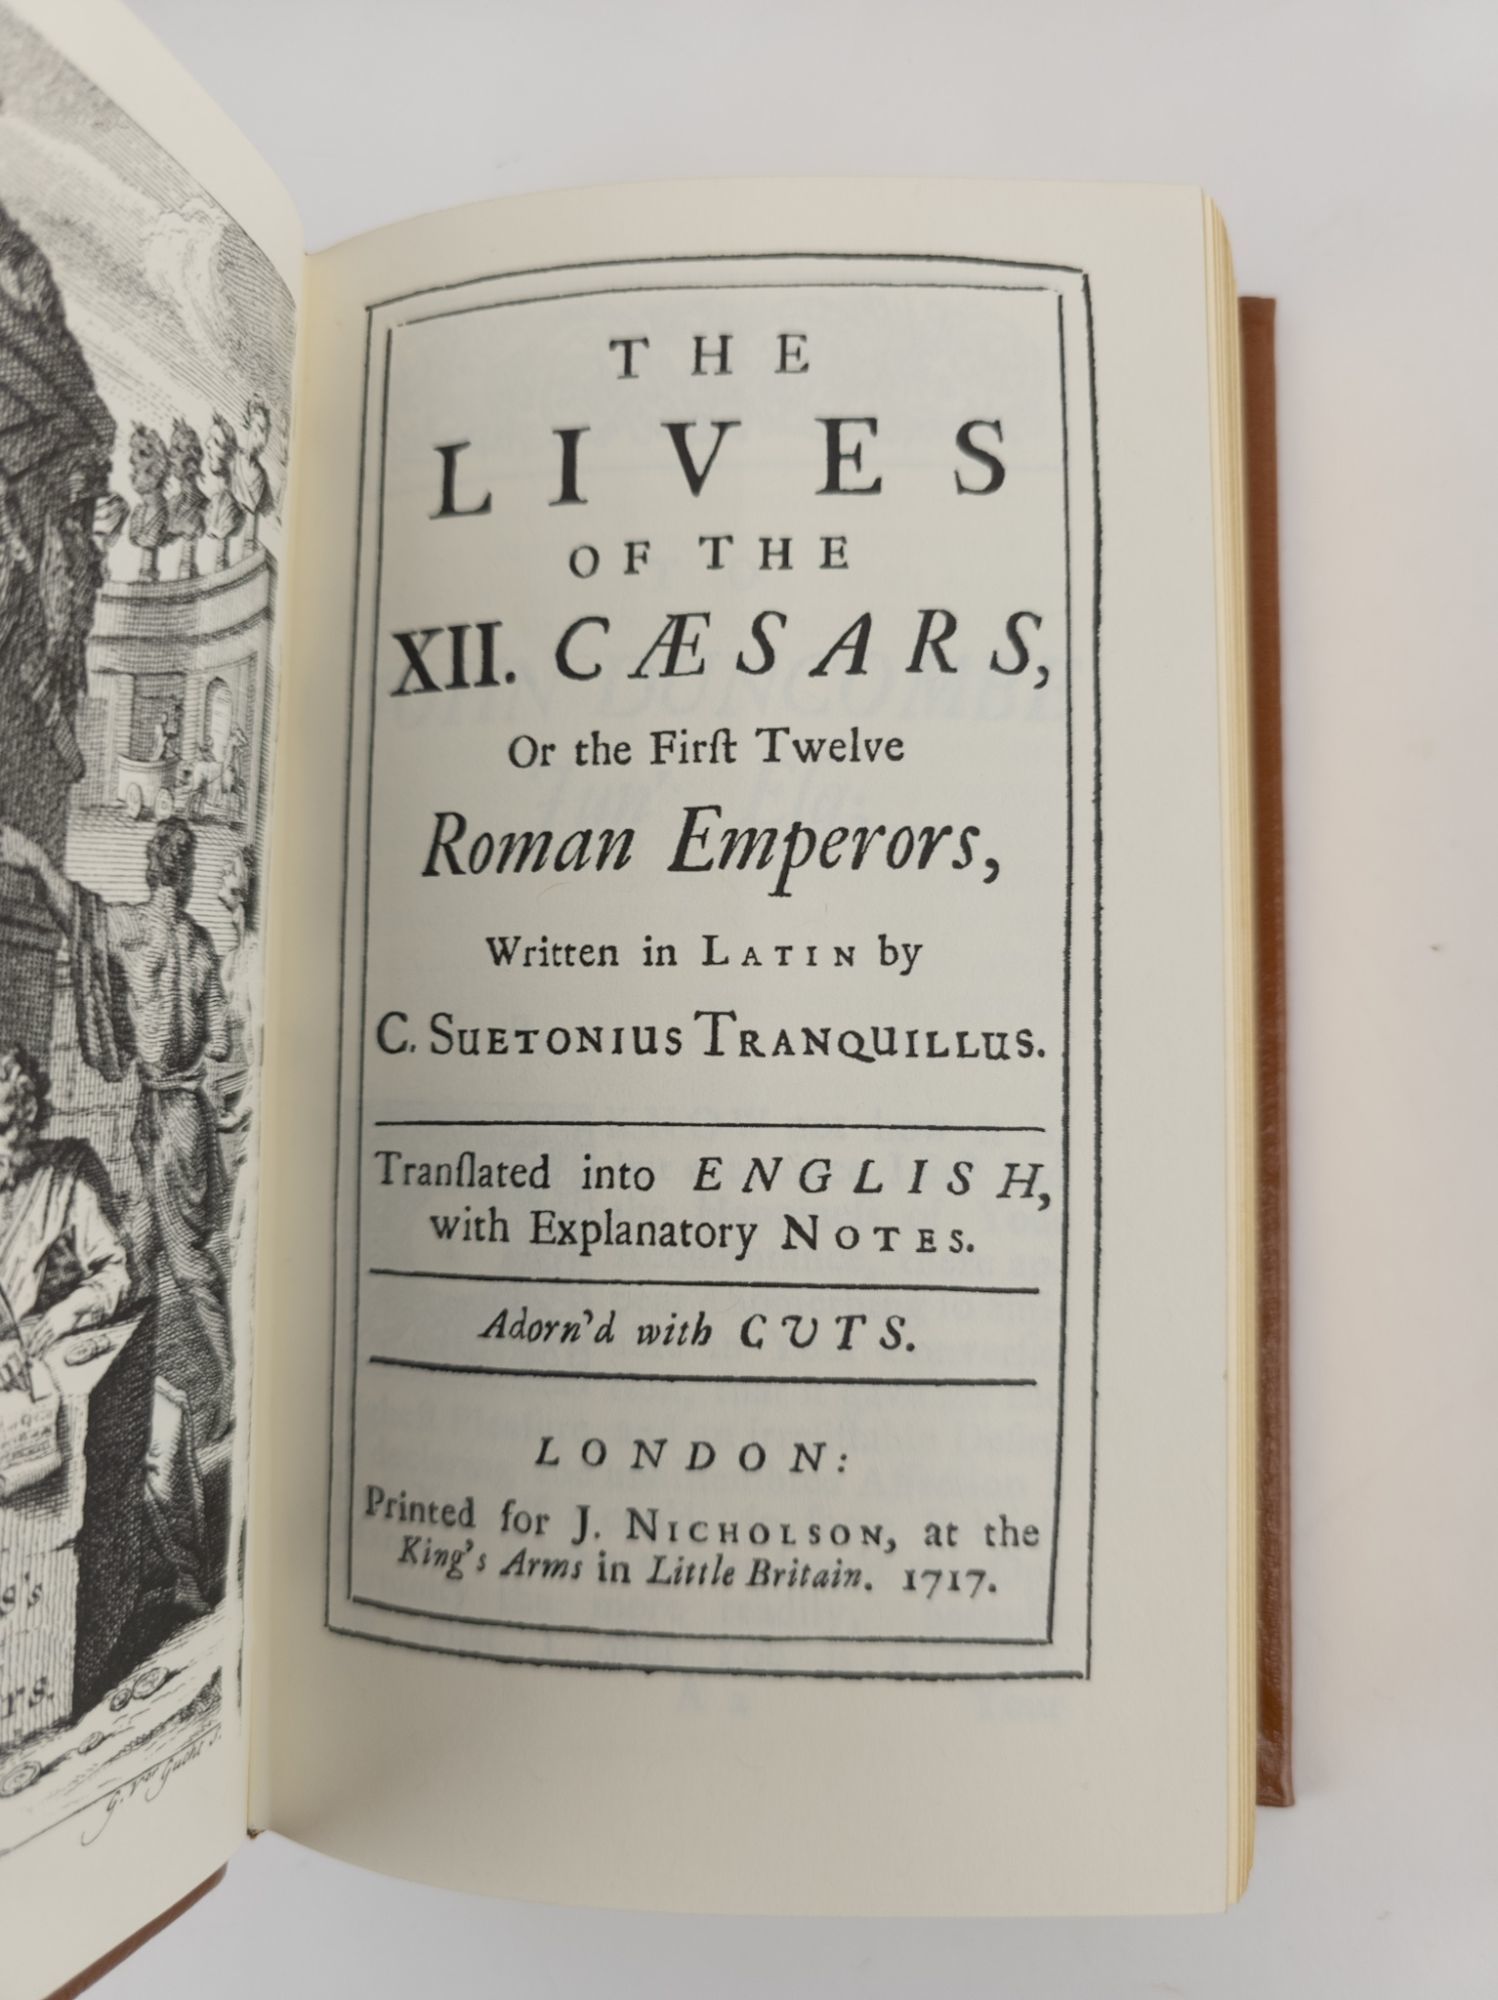 THE
LIVES
OF THE
XII. CÆSARS,
Or the Firſt Twelve
Roman Emperors,
Written in LATIN by
C. SUETONIUS TRANQUILLUS.
Tranſlated into ENGLISH,
with Explanatory NOTES.
Adorn'd with CUTS.
LONDON:
Printed for J. NICHOLSON, at the
King's Arms in Little Britain. 1717.